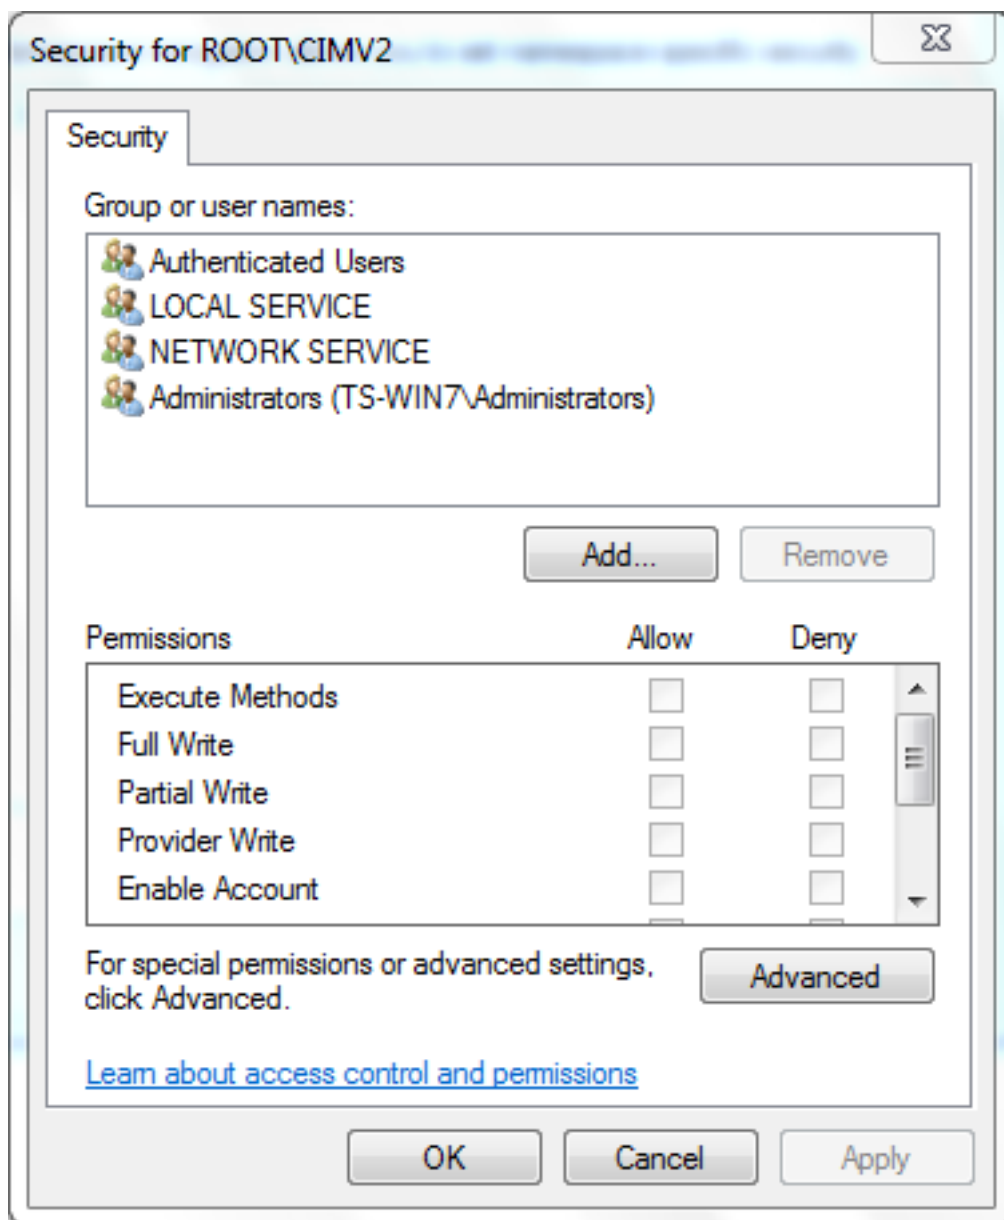 Security for ROOT\CIMV2
Security
Group or user names:
Authenticated Users
LOCAL SERVICE
NETWORK SERVICE
Administrators (TS-WIN7\Administrators)
Add...
Remove
Permissions Allow Deny
Execute Methods
Full Write
Partial Write
Provider Write
Enable Account
For special permissions or advanced settings,
click Advanced.
Advanced
Learn about access control and permissions
OK Cancel Apply